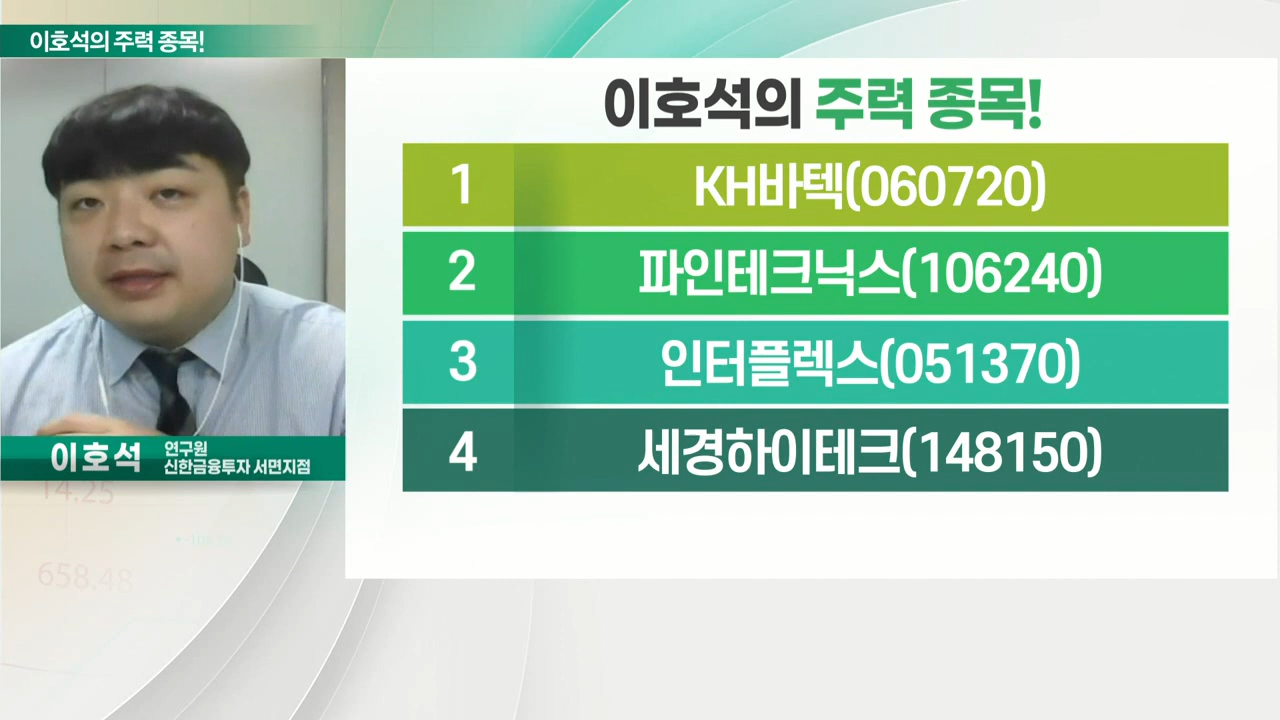 이호석의 주력 종목!
이호석의 주력 종목!
1 KH바텍(060720)
2 파인테크닉스(106240)
3 인터플렉스(051370)
4 세경하이테크(148150)
이호석 연구원
신한금융투자 서면지점
14.25
658.48